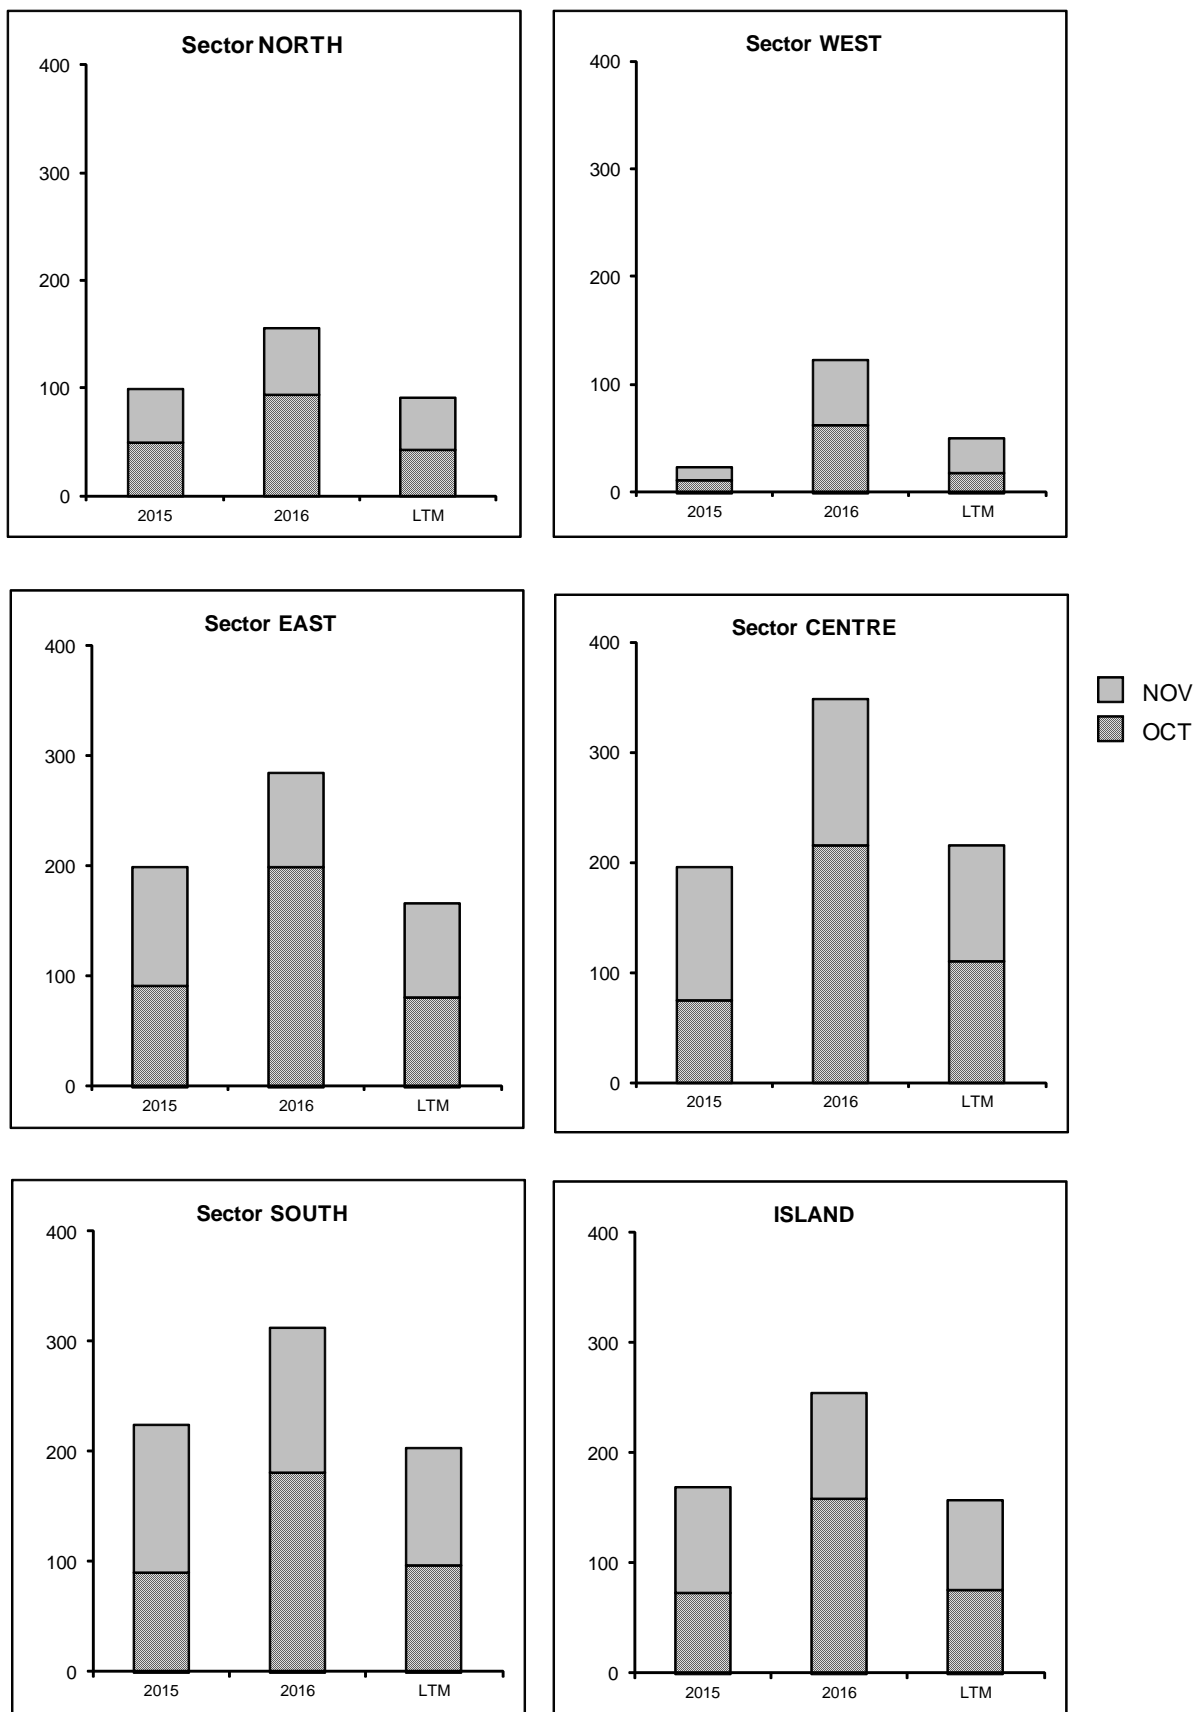 Sector NORTH
400
300
200
100
0
2015 2016 LTM
Sector WEST
400
300
200
100
0
2015 2016 LTM
Sector EAST
400
300
200
100
0
2015 2016 LTM
Sector CENTRE
400
300
200
100
0
2015 2016 LTM
NOV
OCT
Sector SOUTH
400
300
200
100
0
2015 2016 LTM
ISLAND
400
300
200
100
0
2015 2016 LTM